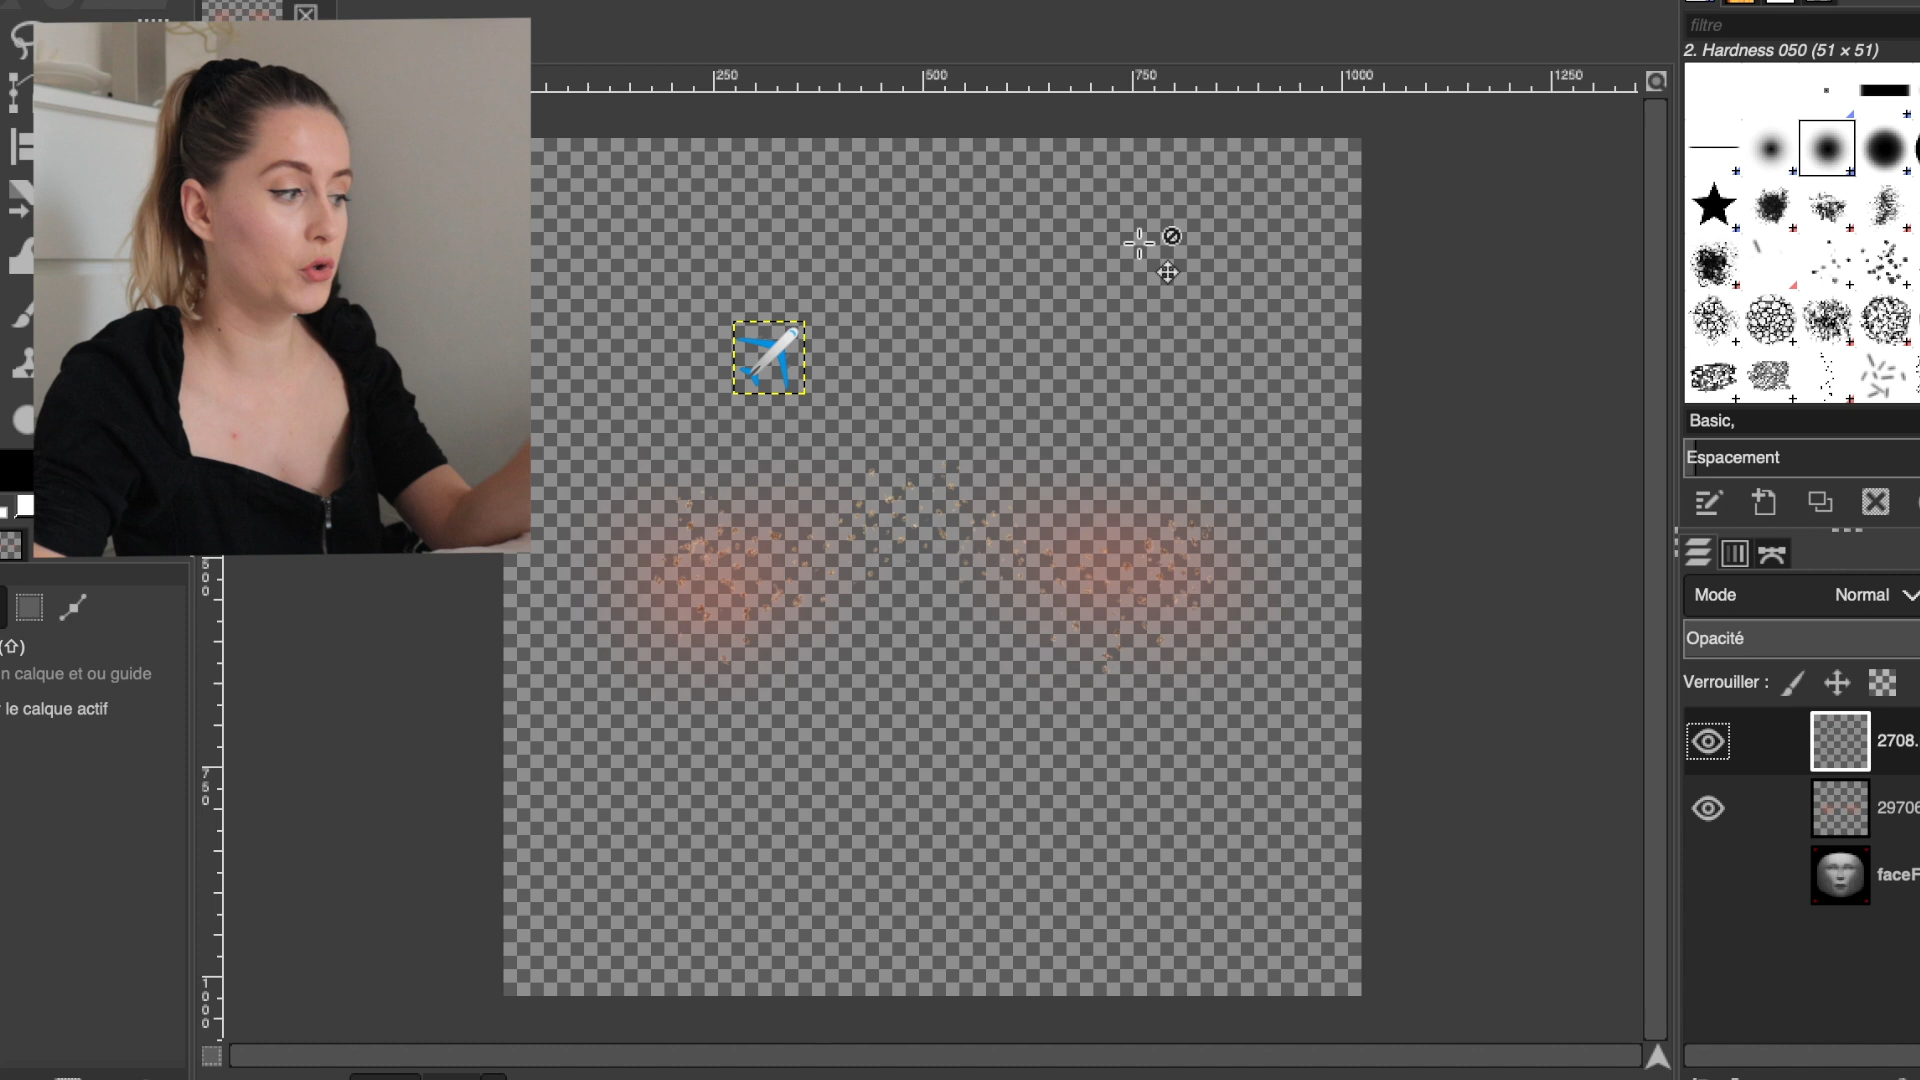 filtre
2. Hardness 050 (51 × 51)
250
500
750
1000
1250
Basic,
Espacement
500
(⇧)
n calque et ou guide
le calque actif
Mode Normal
Opacité
Verrouiller :
2708.
750
29706
faceF
1000